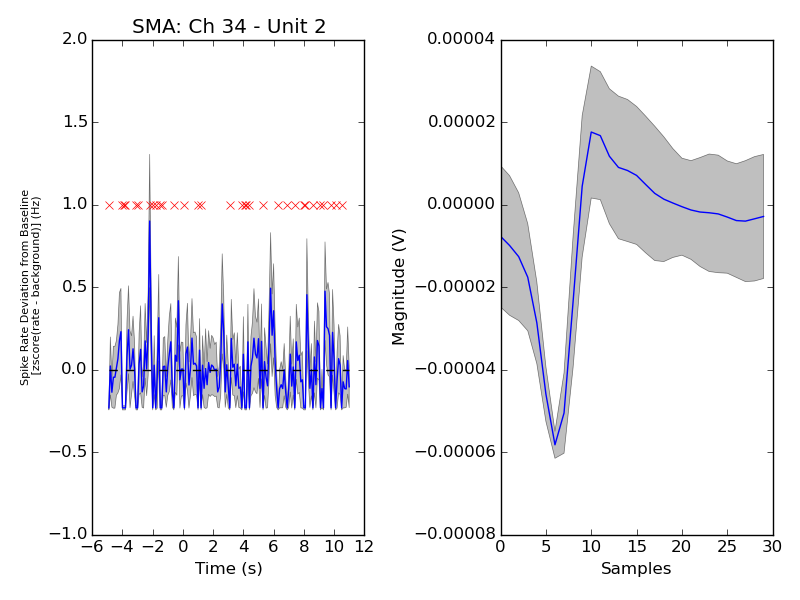 SMA: Ch 34 - Unit 2
2.0
1.5
1.0
0.5
0.0
−0.5
−1.0
Spike Rate Deviation from Baseline
[zscore(rate - background)] (Hz)
−6 −4 −2 0 2 4 6 8 10 12
Time (s)
0.00004
0.00002
0.00000
−0.00002
−0.00004
−0.00006
−0.00008
Magnitude (V)
0 5 10 15 20 25 30
Samples